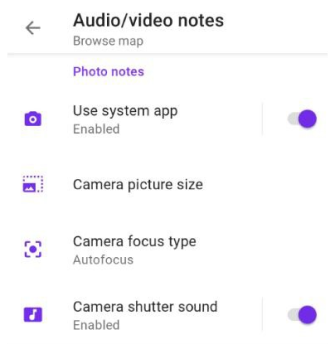 Audio/video notes
Browse map
Photo notes
Use system app
Enabled
Camera picture size
Camera focus type
Autofocus
Camera shutter sound
Enabled